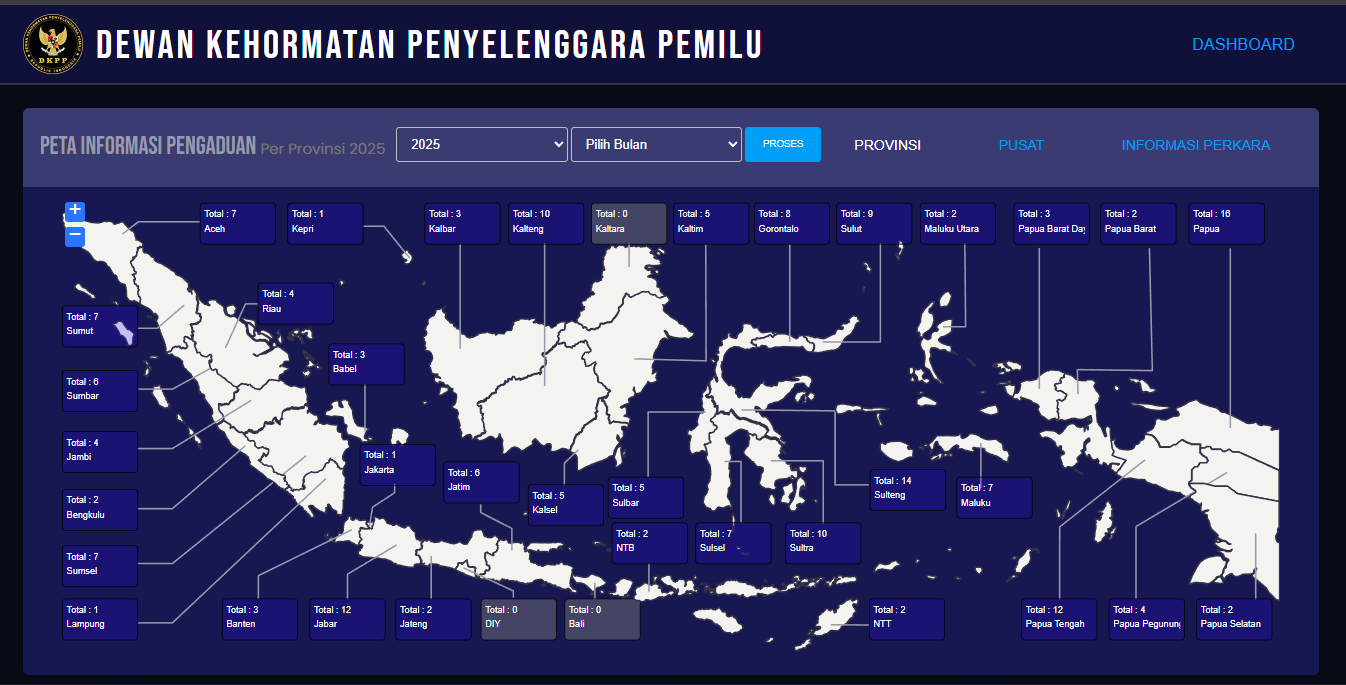 DEWAN KEHORMATAN PENYELENGGARA PEMILU
DASHBOARD
DKPP
PETA INFORMASI PENGADUAN Per Provinsi 2025
2025
Pilih Bulan
PROSES
PROVINSI
PUSAT
INFORMASI PERKARA
+
−
Total : 7
Aceh
Total : 1
Kepri
Total : 3
Kalbar
Total : 10
Kalteng
Total : 0
Kaltara
Total : 5
Kaltim
Total : 8
Gorontalo
Total : 9
Sulut
Total : 2
Maluku Utara
Total : 3
Papua Barat Day
Total : 2
Papua Barat
Total : 16
Papua
Total : 4
Riau
Total : 7
Sumut
Total : 3
Babel
Total : 6
Sumbar
Total : 4
Jambi
Total : 1
Jakarta
Total : 6
Jatim
Total : 5
Kalsel
Total : 5
Sulbar
Total : 14
Sulteng
Total : 7
Maluku
Total : 2
Bengkulu
Total : 2
NTB
Total : 7
Sulsel
Total : 10
Sultra
Total : 7
Sumsel
Total : 1
Lampung
Total : 3
Banten
Total : 12
Jabar
Total : 2
Jateng
Total : 0
DIY
Total : 0
Bali
Total : 2
NTT
Total : 12
Papua Tengah
Total : 4
Papua Pegunung
Total : 2
Papua Selatan